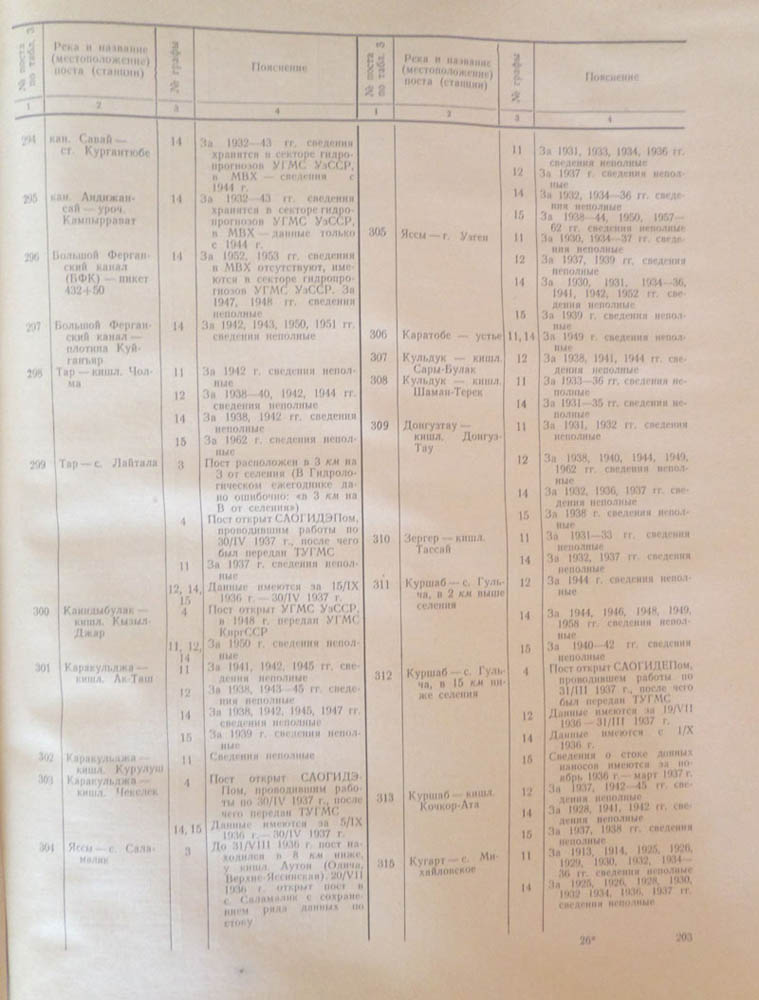 № поста по табл. 3
Река и название (местоположение) поста (станции)
№ графы
Пояснение
1
2
3
4
294
кан. Савай —
ст. Кургантюбе
14
За 1932—43 гг. сведения
хранятся в секторе гидро-
прогнозов УГМС УзССР,
в МВХ — сведения с
1944 г.
295
кан. Андижан-
сай — уроч.
Кампыррават
14
За 1932—43 гг. сведения
хранятся в секторе гидро-
прогнозов УГМС УзССР,
в МВХ — данные только
с 1944 г.
296
Большой Ферган-
ский канал
(БФК) — пикет
432+50
14
За 1952, 1953 гг. сведения
в МВХ отсутствуют, име-
ются в секторе гидропро-
гнозов УГМС УзССР. За
1947, 1948 гг. сведения
неполные
297
Большой Ферган-
ский канал —
плотина Куй-
ганъяр
14
За 1942, 1943, 1950, 1951 гг.
сведения неполные
298
Тар — кишл. Чол-
ма
11
За 1942 г. сведения непол-
ные
12
За 1938—40, 1942, 1944 гг.
сведения неполные
14
За 1938, 1942 гг. сведения
неполные
15
За 1962 г. сведения непол-
ные
299
Тар — с. Лайтала
3
Пост расположен в 3 км на
З от селения (В Гидроло-
гическом ежегоднике да-
но ошибочно: «в 3 км на
В от селения»)
4
Пост открыт САОГИДЭПом,
проводившим работы по
30/IV 1937 г., после чего
был передан ТУГМС
11
За 1937 г. сведения непол-
ные
12, 14,
15
Данные имеются за 15/IX
1936 г. — 30/IV 1937 г.
300
Каиндыбулак —
кишл. Кызыл-
Джар
4
Пост открыт УГМС УзССР,
в 1948 г. передан УГМС
КиргССР
11, 12,
14
За 1950 г. сведения непол-
ные
301
Каракульджа —
кишл. Ак-Таш
11
За 1941, 1942, 1945 гг. све-
дения неполные
12
За 1938, 1943—45 гг. сведе-
ния неполные
14
За 1938, 1942, 1945, 1947 гг.
сведения неполные
15
За 1939 г. сведения непол-
ные
302
Каракульджа —
кишл. Курулуш
11
Сведения неполные
303
Каракульджа —
кишл. Чекелек
4
Пост открыт САОГИДЭ-
Пом, проводившим рабо-
ты по 30/IV 1937 г., после
чего передан ТУГМС
14, 15
Данные имеются за 5/IX
1936 г. — 30/IV 1937 г.
304
Яссы — с. Сала-
малик
3
До 31/VIII 1936 г. пост на-
ходился в 8 км ниже,
у кишл. Аутон (Одича,
Верхне-Яссинская). 20/VII
1936 г. открыт пост в
с. Саламалик с сохране-
нием ряда данных по
стоку
№ поста по табл. 3
Река и название (местоположение) поста (станции)
№ графы
Пояснение
1
2
3
4
11
За 1931, 1933, 1934, 1936 гг.
сведения неполные
12
За 1937 г. сведения непол-
ные
14
За 1932, 1934—36 гг. сведе-
ния неполные
15
За 1938—44, 1950, 1957—
62 гг. сведения неполные
305
Яссы — г. Узген
11
За 1930, 1934—37 гг. сведе-
ния неполные
12
За 1937, 1939 гг. сведения
неполные
14
За 1930, 1931, 1934—36,
1941, 1942, 1952 гг. све-
дения неполные
15
За 1939 г. сведения непол-
ные
306
Каратобе — устье
11, 14
За 1949 г. сведения непол-
ные
307
Кульдук — кишл.
Сары-Булак
12
За 1938, 1941, 1944 гг. све-
дения неполные
308
Кульдук — кишл.
Шаман-Терек
11
За 1933—36 гг. сведения не-
полные
14
За 1931—35 гг. сведения не-
полные
309
Донгузтау —
кишл. Донгуз-
Тау
11
За 1931, 1932 гг. сведения
неполные
12
За 1938, 1940, 1944, 1949,
1962 гг. сведения непол-
ные
14
За 1932, 1936, 1937 гг. све-
дения неполные
15
За 1938 г. сведения непол-
ные
310
Зергер — кишл.
Тассай
11
За 1931—33 гг. сведения
неполные
14
За 1932, 1937 гг. сведения
неполные
311
Куршаб — с. Гуль-
ча, в 2 км выше
селения
12
За 1944 г. сведения непол-
ные
14
За 1944, 1946, 1948, 1949,
1958 гг. сведения непол-
ные
15
За 1940—42 гг. сведения
неполные
312
Куршаб — с. Гуль-
ча, в 15 км ни-
же селения
4
Пост открыт САОГИДЕПом,
проводившем работы по
31/III 1937 г., после чего
был передан ТУГМС
12
Данные имеются за 19/VII
1936 — 31/III 1937 г.
14
Данные имеются с 1/X
1936 г.
15
Сведения о стоке донных
наносов имеются за но-
ябрь 1936 г. — март 1937 г.
313
Куршаб — кишл.
Кочкор-Ата
12
За 1937, 1942—45 гг. све-
дения неполные
14
За 1928, 1941, 1942 гг. све-
дения неполные
15
За 1937, 1938 гг. сведения
неполные
315
Кугарт — с. Ми-
хайловское
11
За 1913, 1914, 1925, 1926,
1929, 1930, 1932, 1934—
36 гг. сведения неполные
14
За 1925, 1926, 1928, 1930,
1932—1934, 1936, 1937 гг.
сведения неполные
26*
203